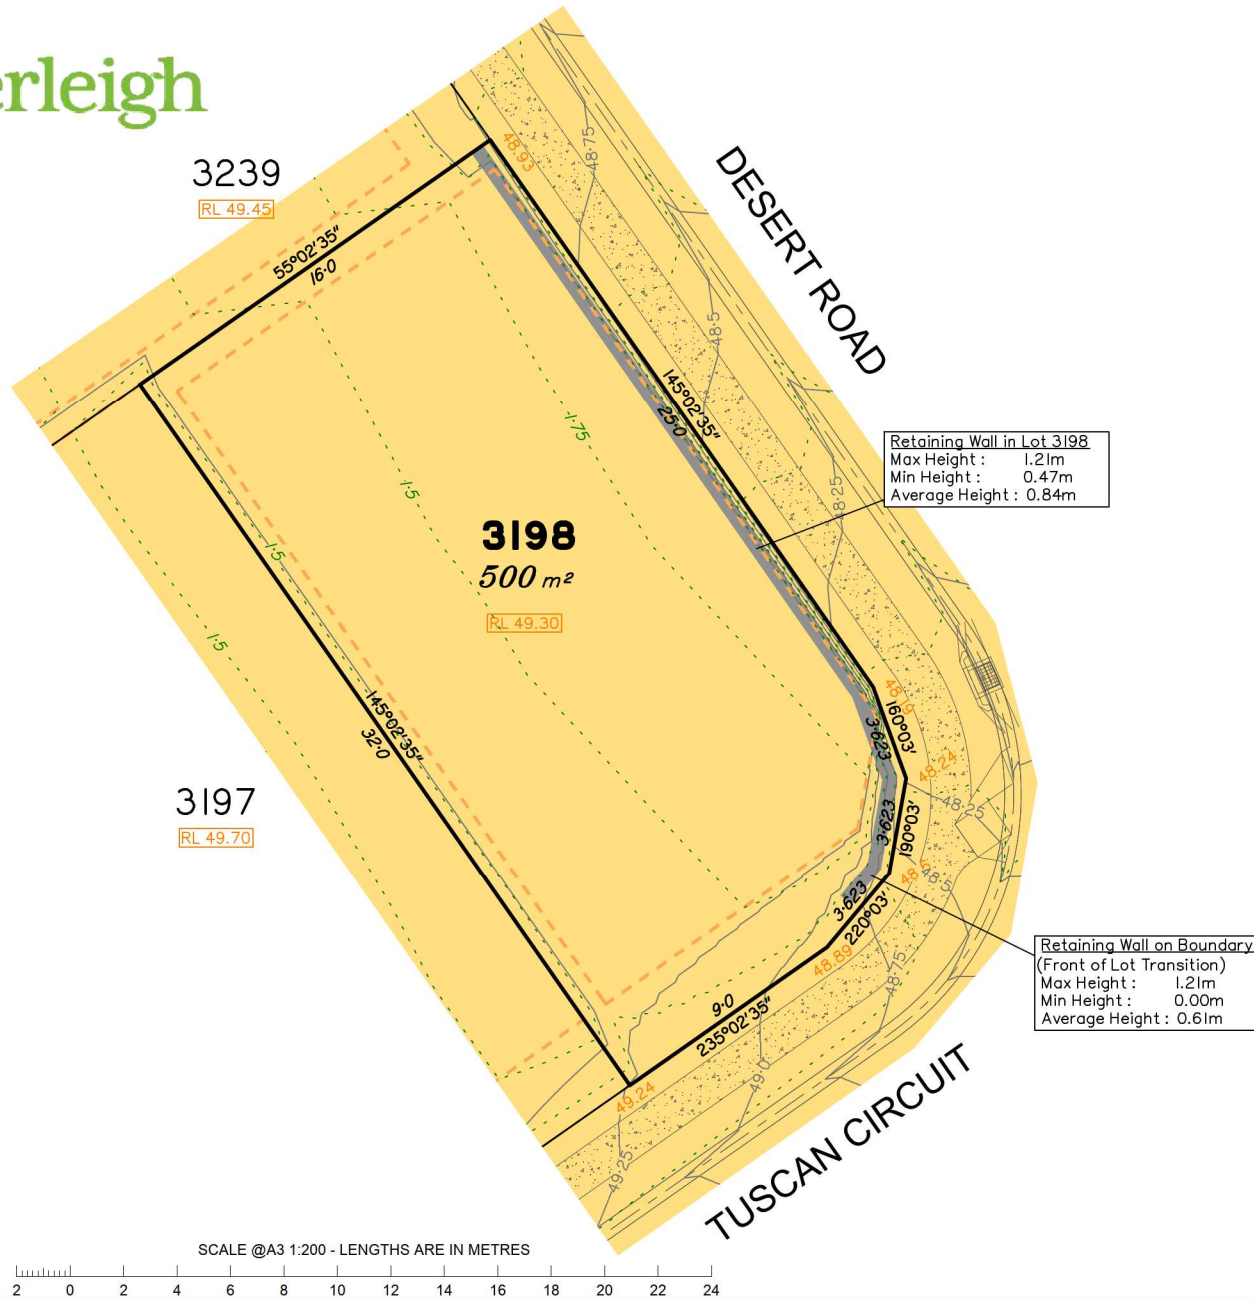 erleigh
3239
RL 49.45
55°02'35"
16·0
48.93
48·75
DESERT ROAD
48·5
145°02'35"
25·0
1·75
1·5
Retaining Wall in Lot 3198
Max Height : 1.21m
Min Height : 0.47m
Average Height : 0.84m
48·25
3198
500 m²
RL 49.30
1·5
1·5
145°02'35"
32·0
3197
RL 49.70
48.19
160°03'
3·623
48.24
48·25
3·623
190°03'
48·5
3·623
220°03'
48.89
48·75
Retaining Wall on Boundary
(Front of Lot Transition)
Max Height : 1.21m
Min Height : 0.00m
Average Height : 0.61m
9·0
235°02'35"
49·0
49.24
49·25
TUSCAN CIRCUIT
SCALE @A3 1:200 - LENGTHS ARE IN METRES
2 0 2 4 6 8 10 12 14 16 18 20 22 24